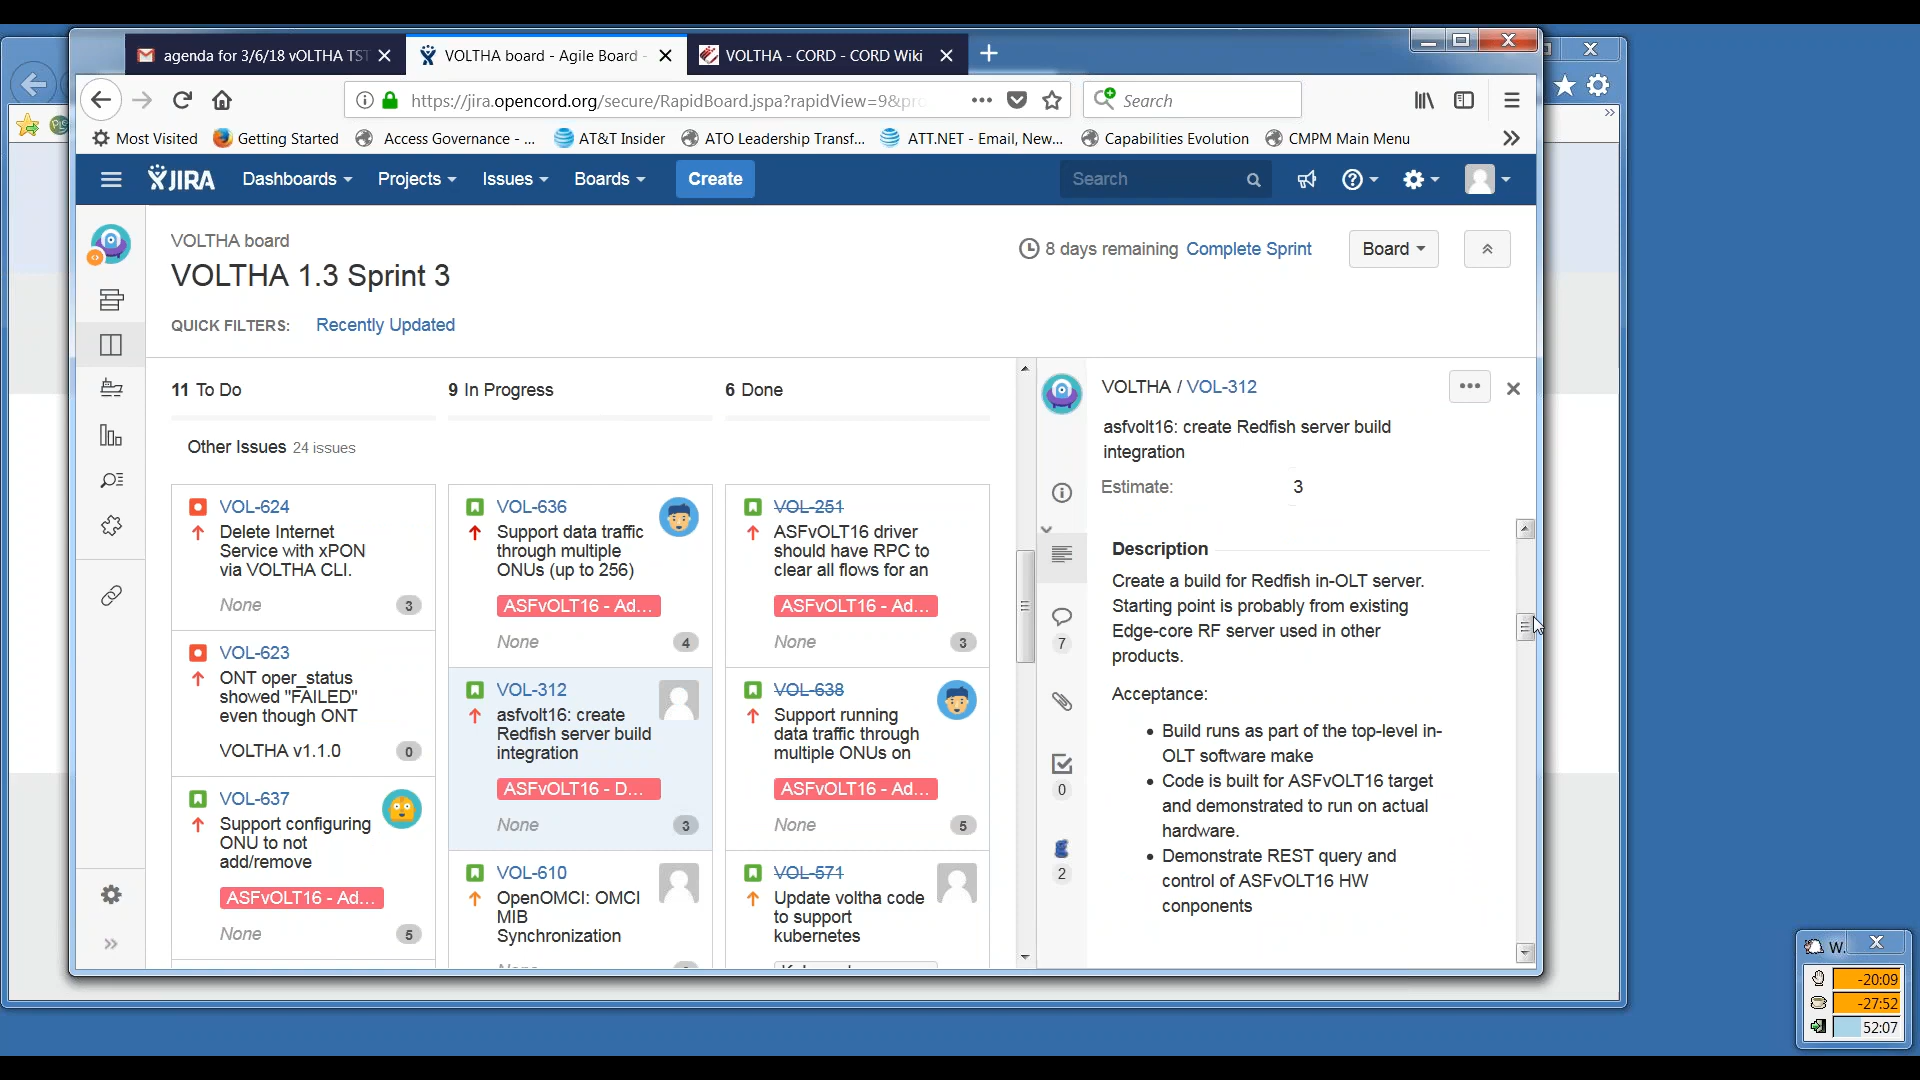 agenda for 3/6/18 vOLTHA TST
VOLTHA board - Agile Board -
VOLTHA - CORD - CORD Wiki
https://jira.opencord.org/secure/RapidBoard.jspa?rapidView=9&pro
Search
Most Visited
Getting Started
Access Governance - ...
AT&T Insider
ATO Leadership Transf...
ATT.NET - Email, New...
Capabilities Evolution
CMPM Main Menu
JIRA
Dashboards
Projects
Issues
Boards
Create
Search
VOLTHA board
VOLTHA 1.3 Sprint 3
8 days remaining Complete Sprint
Board
QUICK FILTERS:
Recently Updated
11 To Do
9 In Progress
6 Done
Other Issues 24 issues
VOL-624
Delete Internet
Service with xPON
via VOLTHA CLI.
None
3
VOL-623
ONT oper_status
showed "FAILED"
even though ONT
VOLTHA v1.1.0
0
VOL-637
Support configuring
ONU to not
add/remove
ASFvOLT16 - Ad...
None
5
VOL-636
Support data traffic
through multiple
ONUs (up to 256)
ASFvOLT16 - Ad...
None
4
VOL-312
asfvolt16: create
Redfish server build
integration
ASFvOLT16 - D...
None
3
VOL-610
OpenOMCI: OMCI
MIB
Synchronization
VOL-251
ASFvOLT16 driver
should have RPC to
clear all flows for an
ASFvOLT16 - Ad...
None
3
VOL-638
Support running
data traffic through
multiple ONUs on
ASFvOLT16 - Ad...
None
5
VOL-571
Update voltha code
to support
kubernetes
VOLTHA / VOL-312
asfvolt16: create Redfish server build
integration
Estimate:
3
7
0
2
Description
Create a build for Redfish in-OLT server.
Starting point is probably from existing
Edge-core RF server used in other
products.
Acceptance:
• Build runs as part of the top-level in-
OLT software make
• Code is built for ASFvOLT16 target
and demonstrated to run on actual
hardware.
• Demonstrate REST query and
control of ASFvOLT16 HW
conponents
W.
-20:09
-27:52
52:07